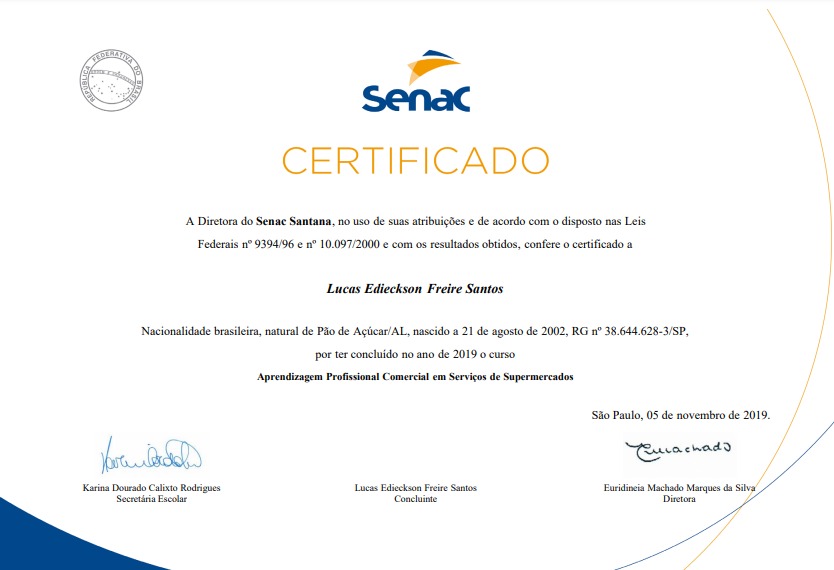 REPÚBLICA FEDERATIVA DO BRASIL
Senac
CERTIFICADO
A Diretora do Senac Santana, no uso de suas atribuições e de acordo com o disposto nas Leis
Federais nº 9394/96 e nº 10.097/2000 e com os resultados obtidos, confere o certificado a
Lucas Edieckson Freire Santos
Nacionalidade brasileira, natural de Pão de Açúcar/AL, nascido a 21 de agosto de 2002, RG nº 38.644.628-3/SP,
por ter concluído no ano de 2019 o curso
Aprendizagem Profissional Comercial em Serviços de Supermercados
São Paulo, 05 de novembro de 2019.
Karina Dourado Calixto Rodrigues
Secretária Escolar
Lucas Edieckson Freire Santos
Concluinte
Euridineia Machado Marques da Silva
Diretora